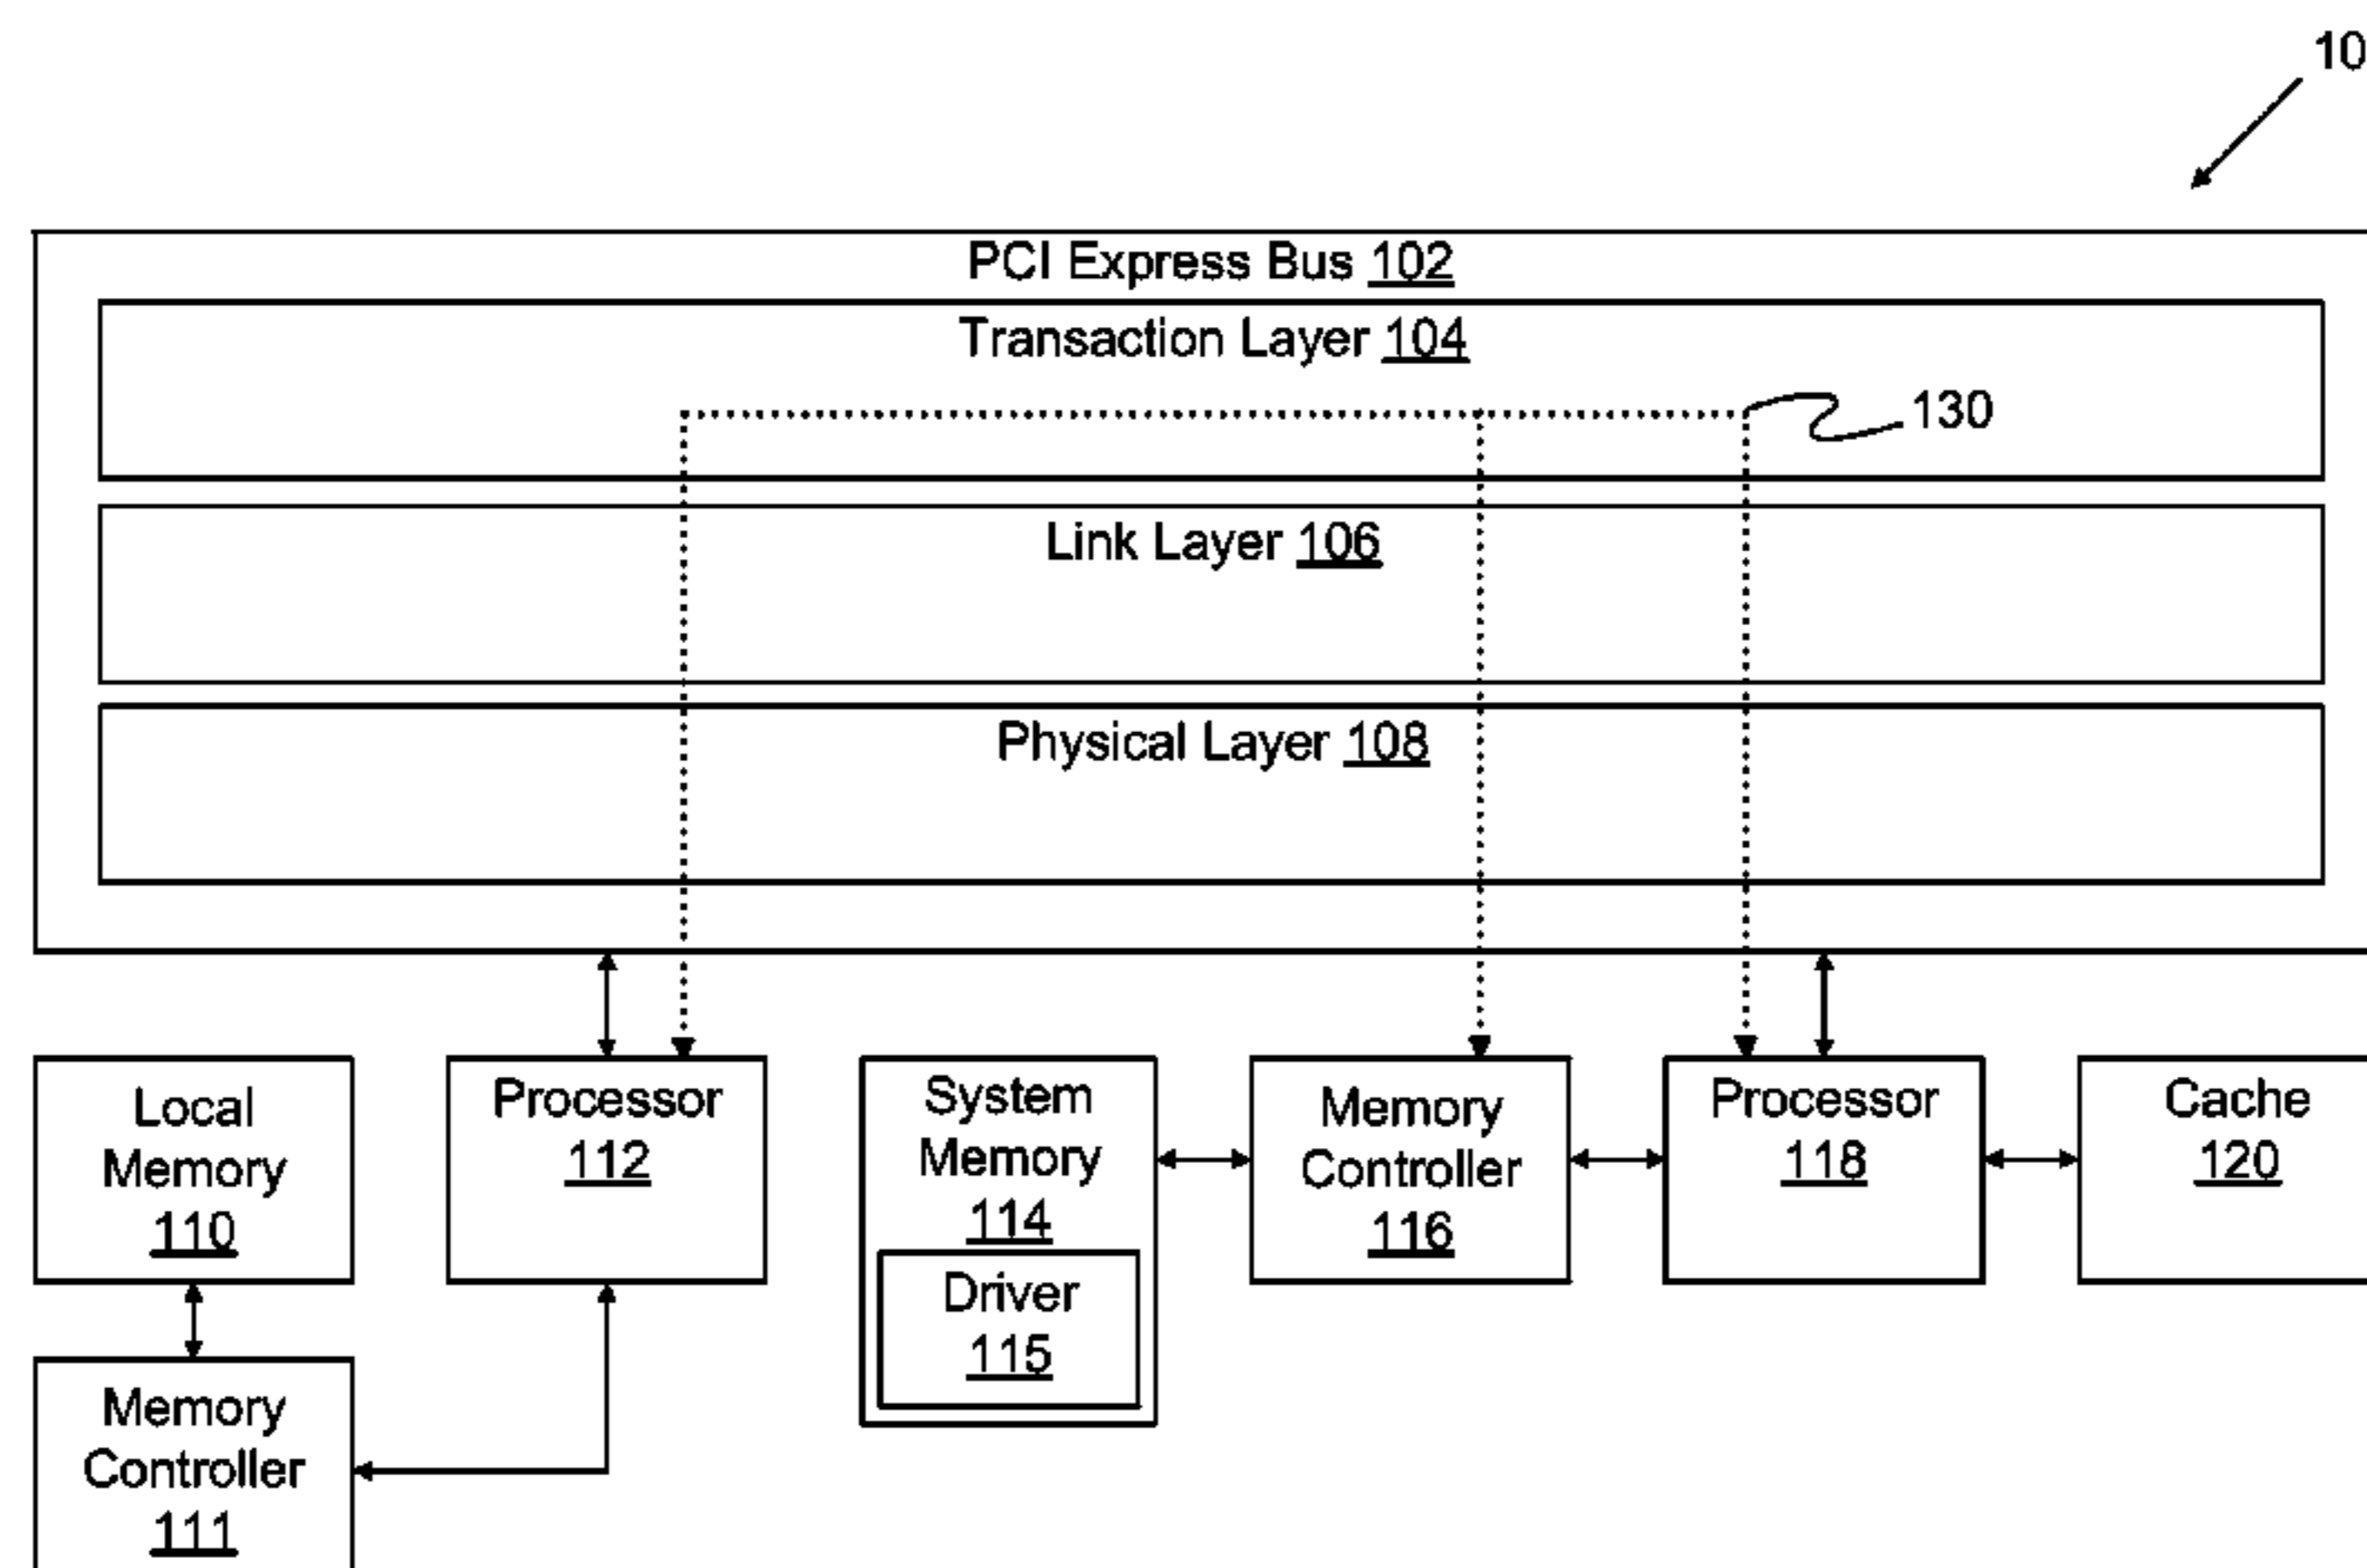 10
PCI Express Bus 102
Transaction Layer 104
130
Link Layer 106
Physical Layer 108
Local
Memory
110
Processor
112
System
Memory
114
Driver
115
Memory
Controller
116
Processor
118
Cache
120
Memory
Controller
111